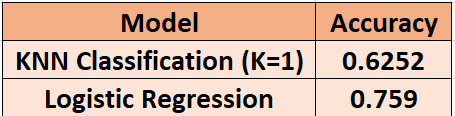 Model Accuracy
KNN Classification (K=1) 0.6252
Logistic Regression 0.759